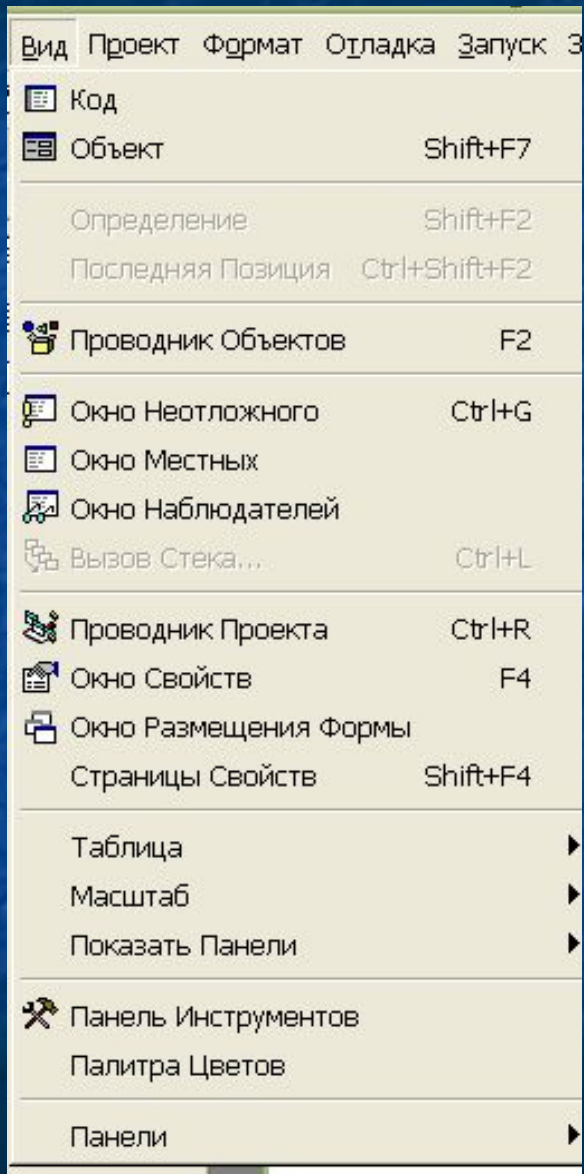 Вид Проект Формат Отладка Запуск З
Код
Объект Shift+F7
Определение Shift+F2
Последняя Позиция Ctrl+Shift+F2
Проводник Объектов F2
Окно Неотложного Ctrl+G
Окно Местных
Окно Наблюдателей
Вызов Стека... Ctrl+L
Проводник Проекта Ctrl+R
Окно Свойств F4
Окно Размещения Формы
Страницы Свойств Shift+F4
Таблица
Масштаб
Показать Панели
Панель Инструментов
Палитра Цветов
Панели